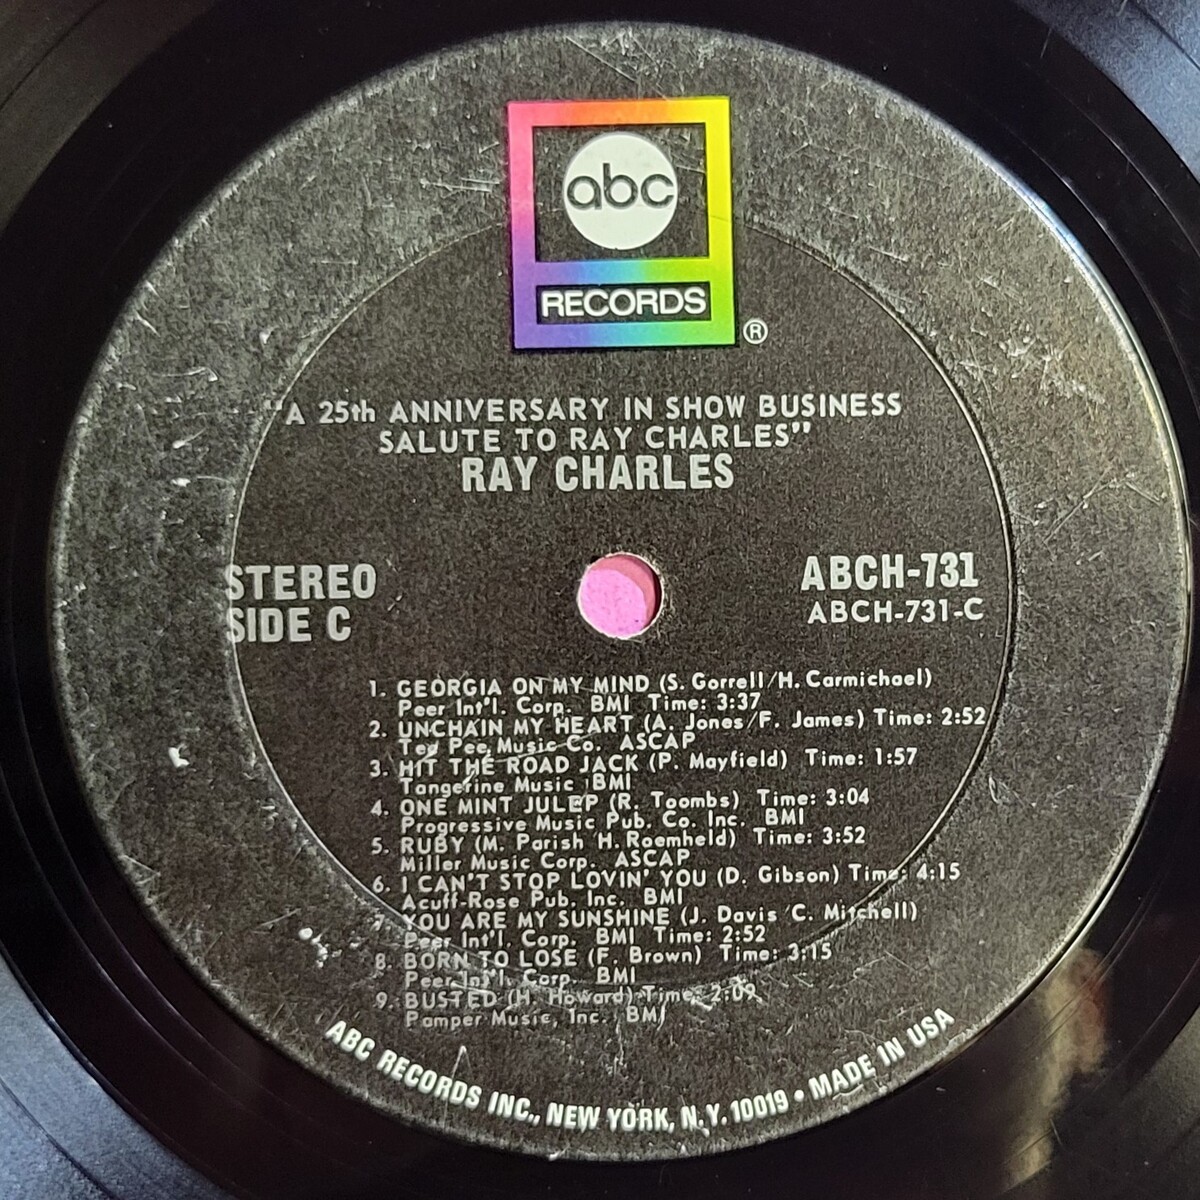 abc
RECORDS
®
"A 25th ANNIVERSARY IN SHOW BUSINESS
SALUTE TO RAY CHARLES"
RAY CHARLES
STEREO
SIDE C
ABCH-731
ABCH-731-C
1. GEORGIA ON MY MIND (S. Gorrell/H. Carmichael)
Peer Int'l. Corp. BMI Time: 3:37
2. UNCHAIN MY HEART (A. Jones/F. James) Time: 2:52
Tee Pee Music Co. ASCAP
3. HIT THE ROAD JACK (P. Mayfield) Time: 1:57
Tangerine Music BMI
4. ONE MINT JULEP (R. Toombs) Time: 3:04
Progressive Music Pub. Co. Inc. BMI
5. RUBY (M. Parish/H. Roemheld) Time: 3:52
Miller Music Corp. ASCAP
6. I CAN'T STOP LOVIN' YOU (D. Gibson) Time: 4:15
Acuff-Rose Pub. Inc. BMI
7. YOU ARE MY SUNSHINE (J. Davis/C. Mitchell)
Peer Int'l. Corp. BMI Time: 2:52
8. BORN TO LOSE (F. Brown) Time: 3:15
Peer Int'l. Corp. BMI
9. BUSTED (H. Howard) Time: 2:09
Pamper Music, Inc. BMI
ABC RECORDS INC., NEW YORK, N.Y. 10019 • MADE IN USA